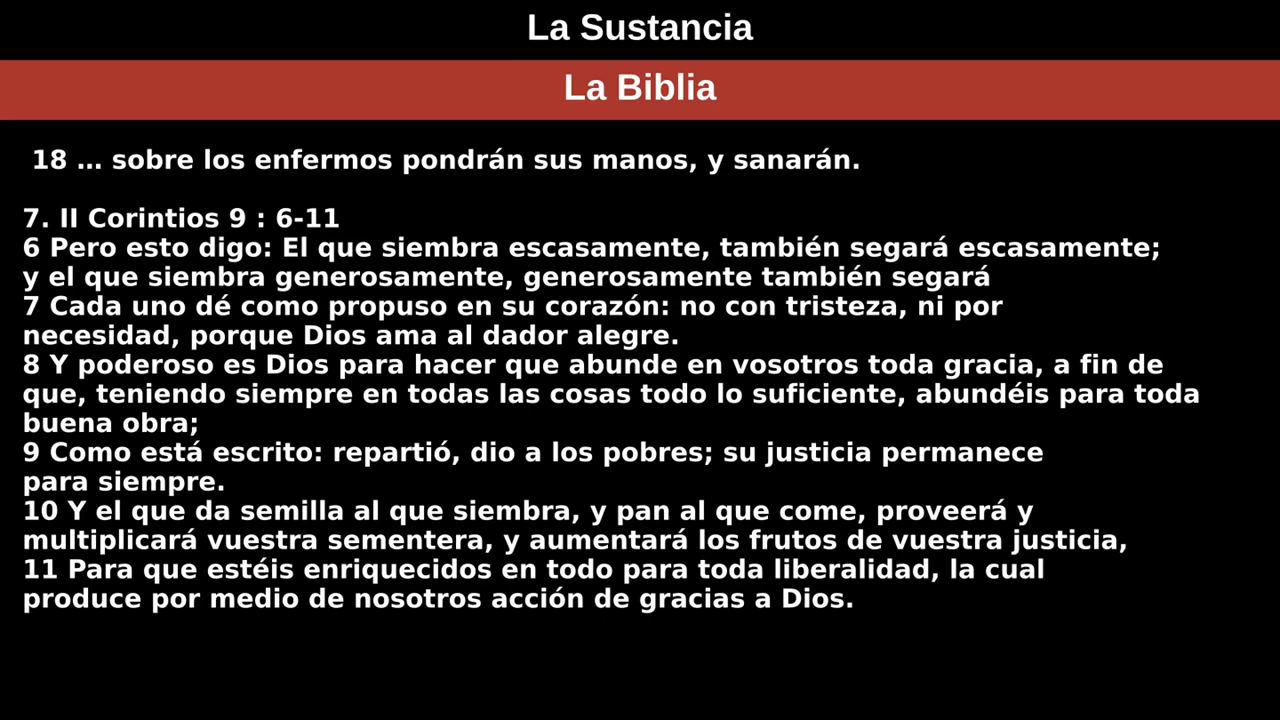 La Sustancia
La Biblia
18 ... sobre los enfermos pondrán sus manos, y sanarán.
7. II Corintios 9 : 6-11
6 Pero esto digo: El que siembra escasamente, también segará escasamente;
y el que siembra generosamente, generosamente también segará
7 Cada uno dé como propuso en su corazón: no con tristeza, ni por
necesidad, porque Dios ama al dador alegre.
8 Y poderoso es Dios para hacer que abunde en vosotros toda gracia, a fin de
que, teniendo siempre en todas las cosas todo lo suficiente, abundéis para toda
buena obra;
9 Como está escrito: repartió, dio a los pobres; su justicia permanece
para siempre.
10 Y el que da semilla al que siembra, y pan al que come, proveerá y
multiplicará vuestra sementera, y aumentará los frutos de vuestra justicia,
11 Para que estéis enriquecidos en todo para toda liberalidad, la cual
produce por medio de nosotros acción de gracias a Dios.